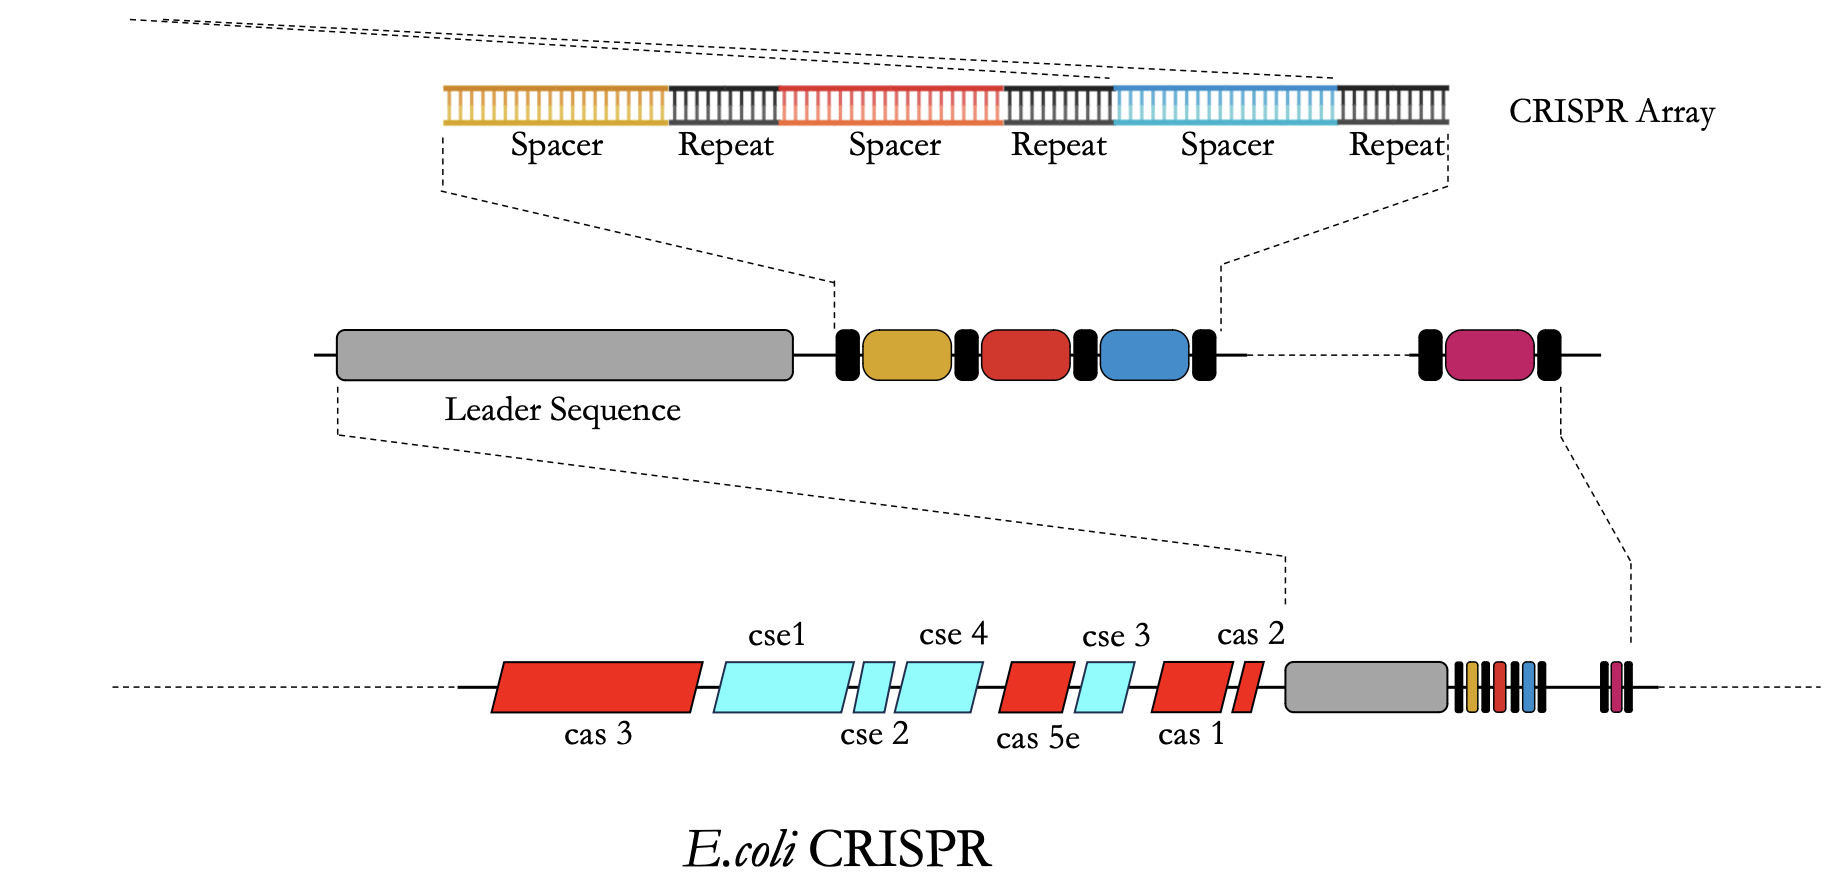 CRISPR Array
Spacer Repeat Spacer Repeat Spacer Repeat
Leader Sequence
cse1 cse 4 cse 3 cas 2
cas 3 cse 2 cas 5e cas 1
E.coli CRISPR